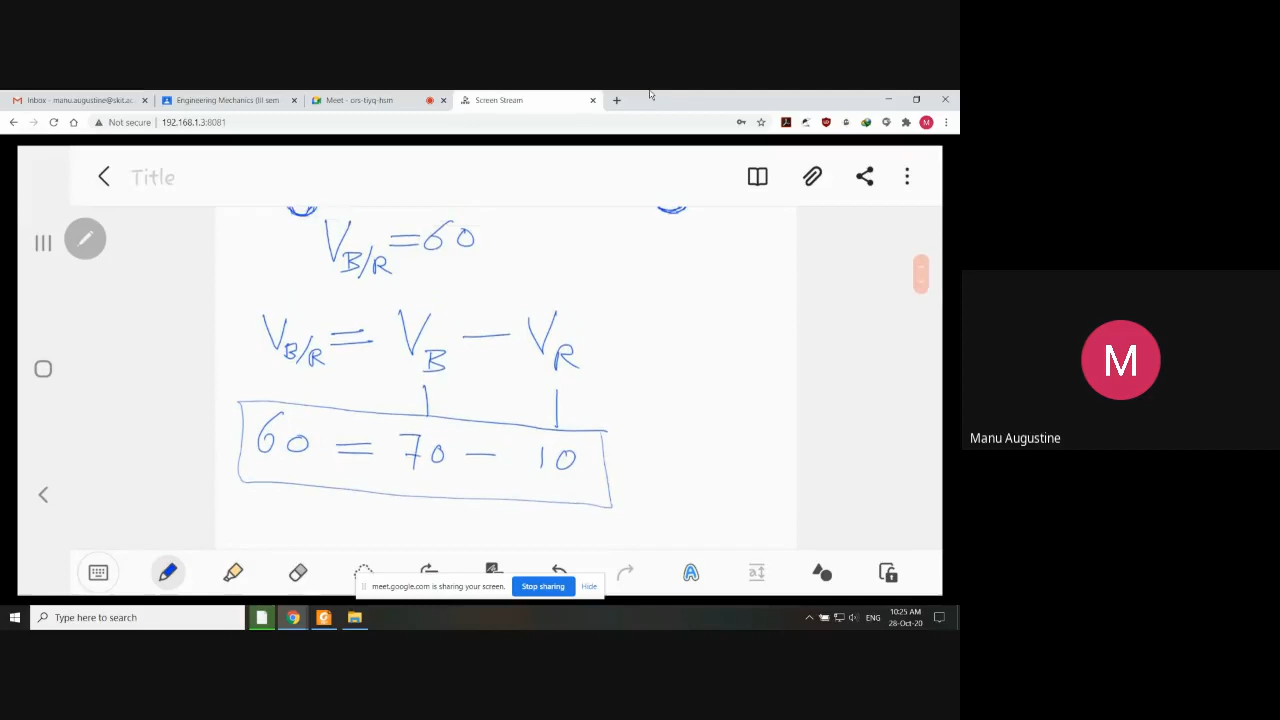 Inbox - manu.augustine@skit.ac. Engineering Mechanics (III sem Meet - ors-tiyq-hsm Screen Stream
Not secure 192.168.1.3:8081
Title
V_{B/R} = 60
V_{B/R} = V_B - V_R
60 = 70 - 10
M
Manu Augustine
meet.google.com is sharing your screen. Stop sharing Hide
Type here to search
ENG
10:25 AM
28-Oct-20